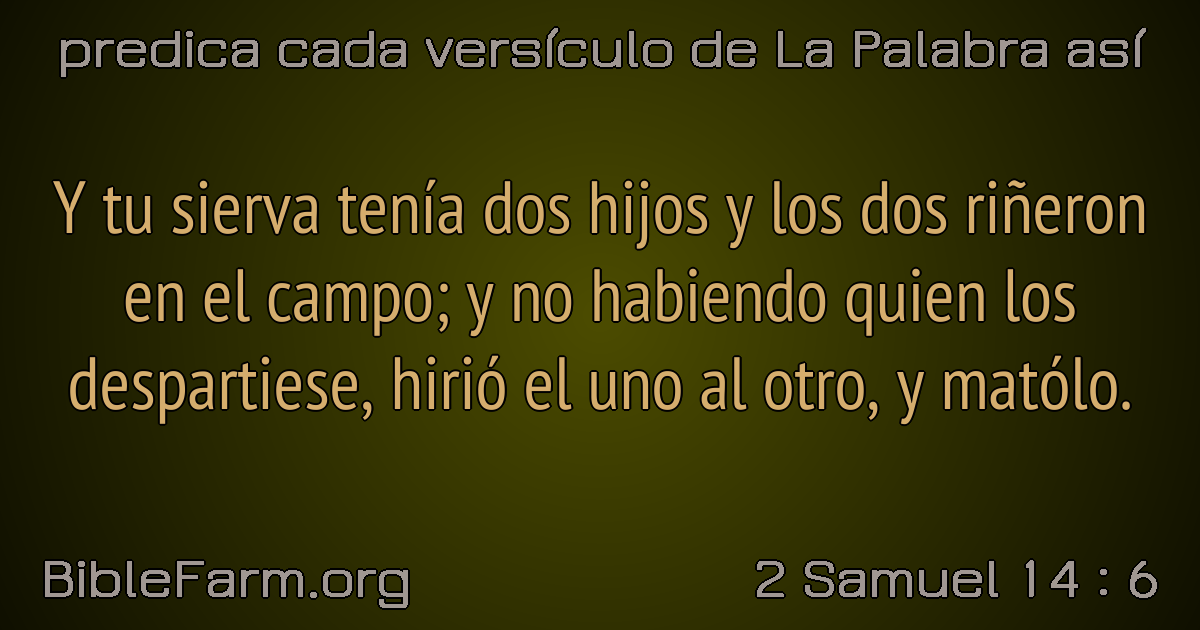 predica cada versículo de La Palabra así
Y tu sierva tenía dos hijos y los dos riñeron
en el campo; y no habiendo quien los
despartiese, hirió el uno al otro, y matólo.
BibleFarm.org
2 Samuel 14 : 6